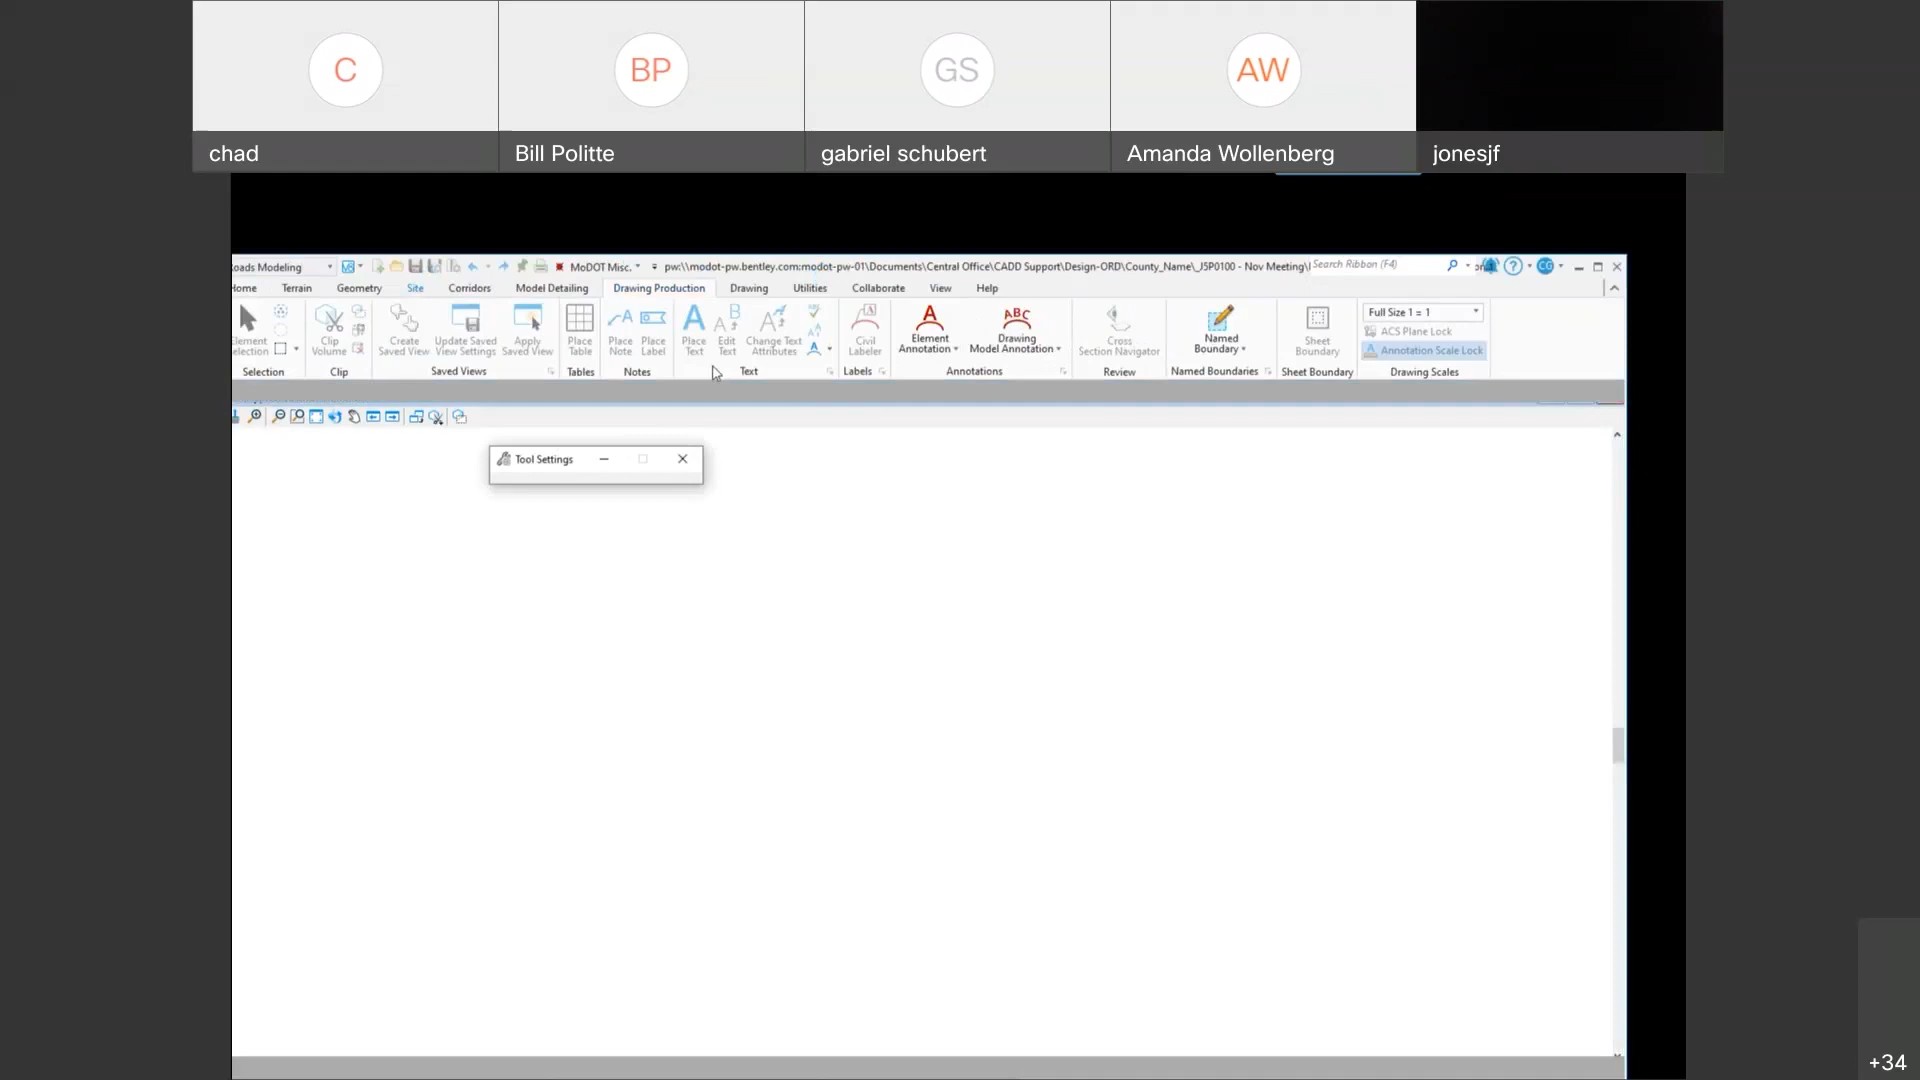 C
BP
GS
AW
chad
Bill Politte
gabriel schubert
Amanda Wollenberg
jonesjf
oads Modeling
MoDOT Misc.
pw:\\modot-pw.bentley.com:modot-pw-01\Documents\Central Office\CADD Support\Design-ORD\County_Name\_J5P0100 - Nov Meeting\
Search Ribbon (F4)
CG
Home
Terrain
Geometry
Site
Corridors
Model Detailing
Drawing Production
Drawing
Utilities
Collaborate
View
Help
Element Selection
Clip Volume
Create Saved View
Update Saved View Settings
Apply Saved View
Place Table
Place Note
Place Label
Place Text
Edit Text
Change Text Attributes
Civil Labeler
Element Annotation
Drawing Model Annotation
Cross Section Navigator
Named Boundary
Sheet Boundary
Full Size 1 = 1
ACS Plane Lock
Annotation Scale Lock
Selection
Clip
Saved Views
Tables
Notes
Text
Labels
Annotations
Review
Named Boundaries
Sheet Boundary
Drawing Scales
Tool Settings
+34